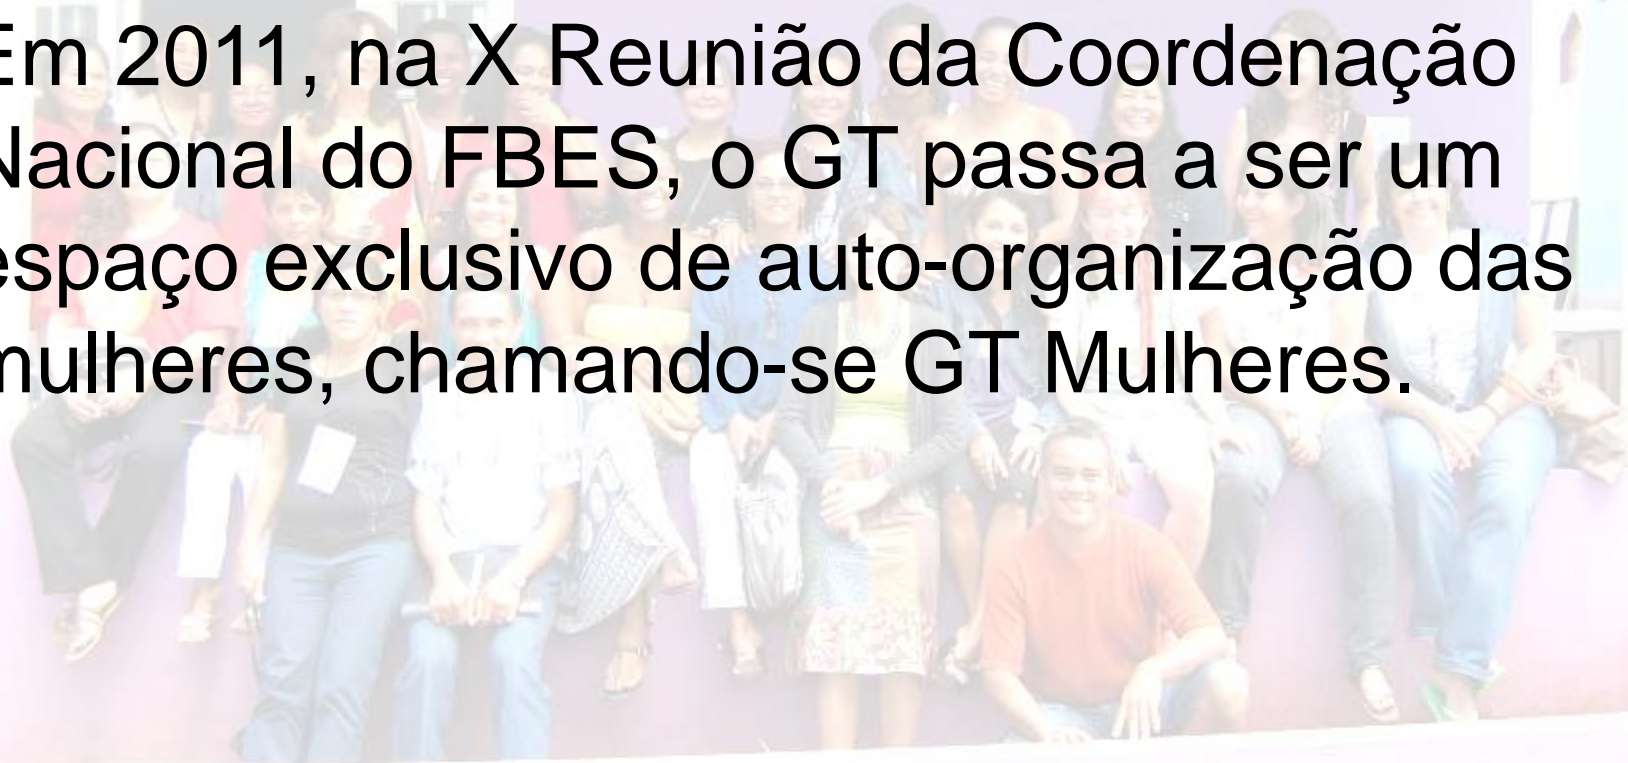 Em 2011, na X Reunião da Coordenação
Nacional do FBES, o GT passa a ser um
espaço exclusivo de auto-organização das
mulheres, chamando-se GT Mulheres.